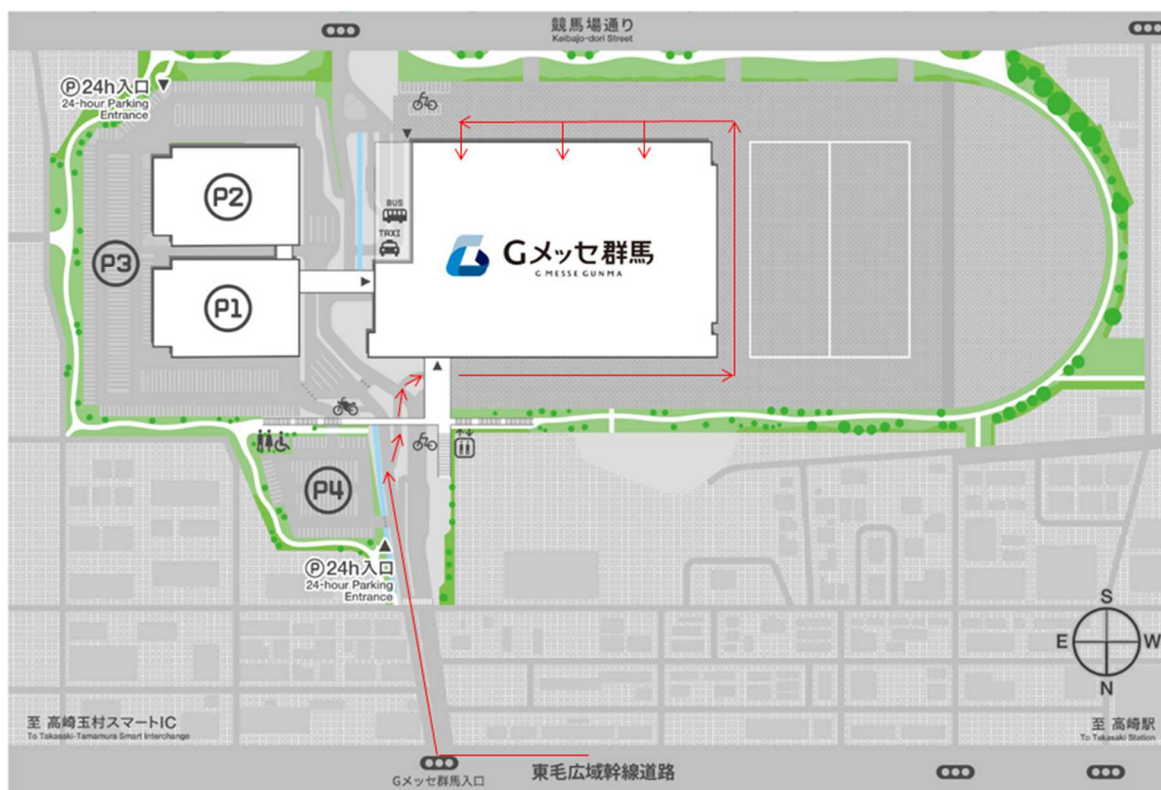 競馬場通り
Keibajo-dori Street
Ⓟ24h入口
24-hour Parking
Entrance
P2
BUS
TAXI
P3
Gメッセ群馬
G MESSE GUNMA
P1
P4
Ⓟ24h入口
24-hour Parking
Entrance
S
E W
N
至 高崎玉村スマートIC
To Takasaki-Tamamura Smart Interchange
至 高崎駅
To Takasaki Station
Gメッセ群馬入口
東毛広域幹線道路